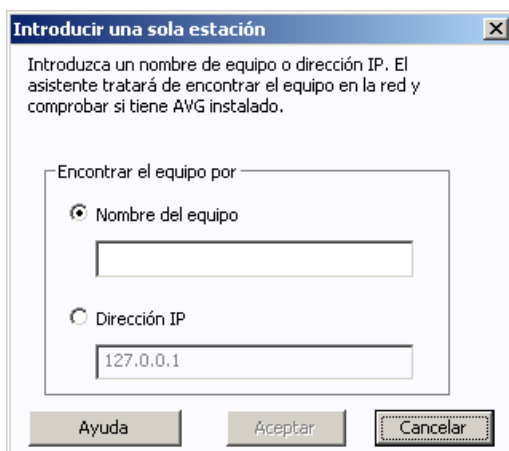 Introducir una sola estación
Introduzca un nombre de equipo o dirección IP. El
asistente tratará de encontrar el equipo en la red y
comprobar si tiene AVG instalado.
Encontrar el equipo por
Nombre del equipo
Dirección IP
127.0.0.1
Ayuda
Aceptar
Cancelar